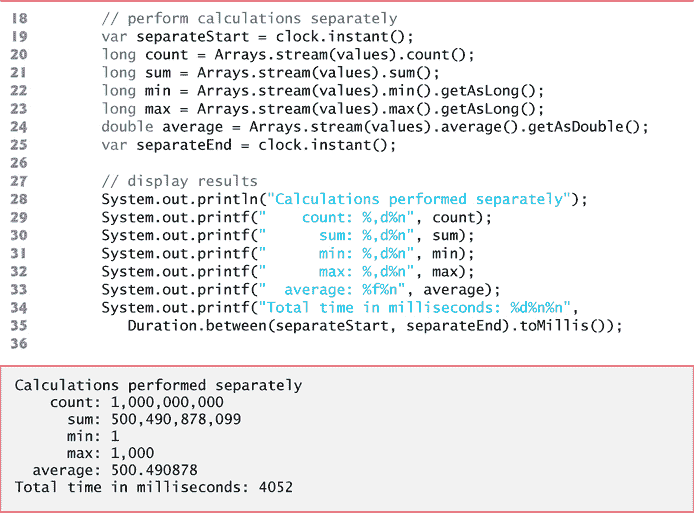 18 // perform calculations separately
19 var separateStart = clock.instant();
20 long count = Arrays.stream(values).count();
21 long sum = Arrays.stream(values).sum();
22 long min = Arrays.stream(values).min().getAsLong();
23 long max = Arrays.stream(values).max().getAsLong();
24 double average = Arrays.stream(values).average().getAsDouble();
25 var separateEnd = clock.instant();
26
27 // display results
28 System.out.println("Calculations performed separately");
29 System.out.printf("    count: %,d%n", count);
30 System.out.printf("      sum: %,d%n", sum);
31 System.out.printf("      min: %,d%n", min);
32 System.out.printf("      max: %,d%n", max);
33 System.out.printf("  average: %f%n", average);
34 System.out.printf("Total time in milliseconds: %d%n%n",
35    Duration.between(separateStart, separateEnd).toMillis());
36
Calculations performed separately
    count: 1,000,000,000
      sum: 500,490,878,099
      min: 1
      max: 1,000
  average: 500.490878
Total time in milliseconds: 4052